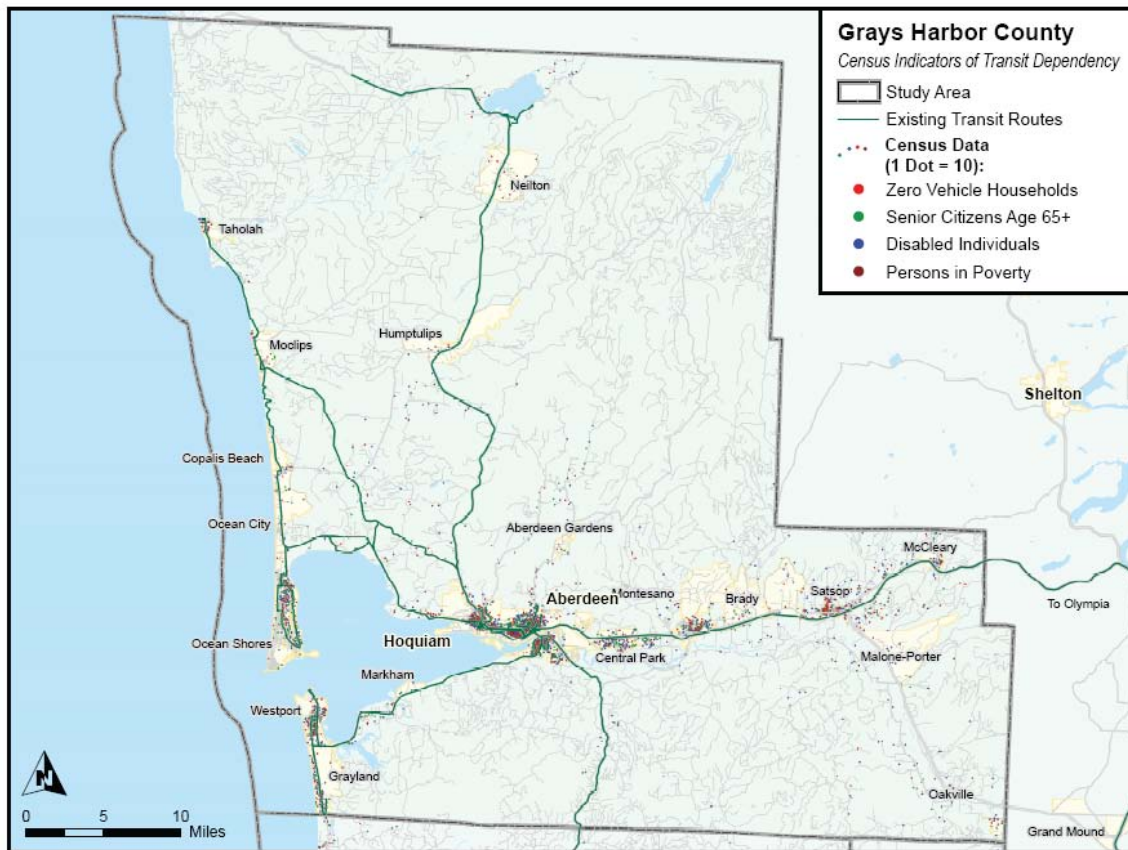 Grays Harbor County
Census Indicators of Transit Dependency
Study Area
Existing Transit Routes
Census Data
(1 Dot = 10):
Zero Vehicle Households
Senior Citizens Age 65+
Disabled Individuals
Persons in Poverty
Neilton
Taholah
Humptulips
Moclips
Shelton
Copalis Beach
Ocean City
Aberdeen Gardens
McCleary
Aberdeen
Montesano
Brady
Satsop
To Olympia
Ocean Shores
Hoquiam
Central Park
Malone-Porter
Markham
Westport
Grayland
Oakville
Grand Mound
N
0 5 10
Miles